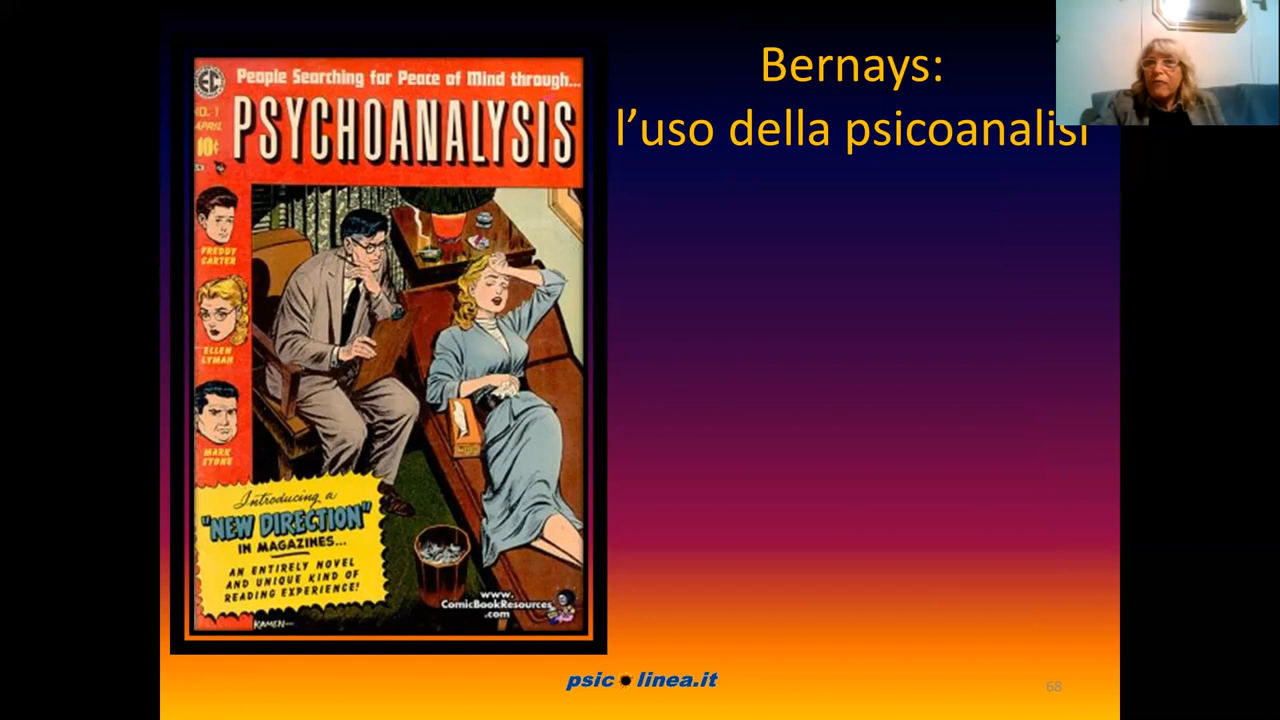 Bernays:
l'uso della psicoanalisi
People Searching for Peace of Mind through...
PSYCHOANALYSIS
EC
NO. 1
APRIL
10¢
FREDDY
CARTER
ELLEN
LYMAN
MARK
STONE
Introducing a
"NEW DIRECTION"
IN MAGAZINES...
AN ENTIRELY NOVEL
AND UNIQUE KIND OF
READING EXPERIENCE!
KAMEN
www.
ComicBookResources
.com
psicolinea.it
68